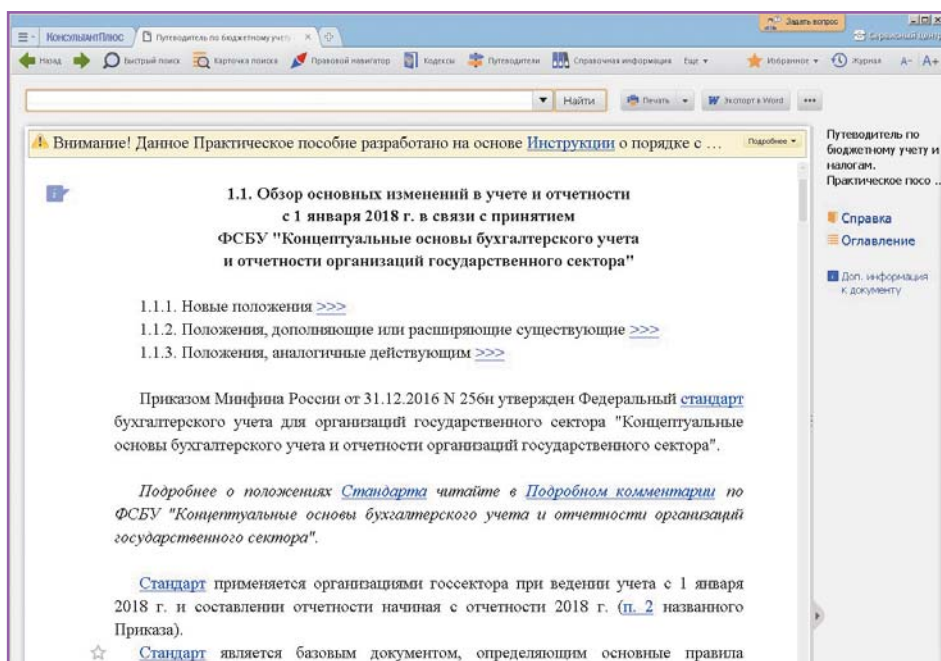 Задать вопрос
КонсультантПлюс
Путеводитель по бюджетному учету
Сервисный центр
Назад
Быстрый поиск
Карточка поиска
Правовой навигатор
Кодексы
Путеводители
Справочная информация
Еще
Избранное
Журнал
А- А+
Найти
Печать
Экспорт в Word
Внимание! Данное Практическое пособие разработано на основе Инструкции о порядке с ...
Подробнее
Путеводитель по
бюджетному учету и
налогам.
Практическое посо ...
Справка
Оглавление
Доп. информация
к документу
i
1.1. Обзор основных изменений в учете и отчетности
с 1 января 2018 г. в связи с принятием
ФСБУ "Концептуальные основы бухгалтерского учета
и отчетности организаций государственного сектора"
1.1.1. Новые положения >>>
1.1.2. Положения, дополняющие или расширяющие существующие >>>
1.1.3. Положения, аналогичные действующим >>>
Приказом Минфина России от 31.12.2016 N 256н утвержден Федеральный стандарт
бухгалтерского учета для организаций государственного сектора "Концептуальные
основы бухгалтерского учета и отчетности организаций государственного сектора".
Подробнее о положениях Стандарта читайте в Подробном комментарии по
ФСБУ "Концептуальные основы бухгалтерского учета и отчетности организаций
государственного сектора".
Стандарт применяется организациями госсектора при ведении учета с 1 января
2018 г. и составлении отчетности начиная с отчетности 2018 г. (п. 2 названного
Приказа).
Стандарт является базовым документом, определяющим основные правила